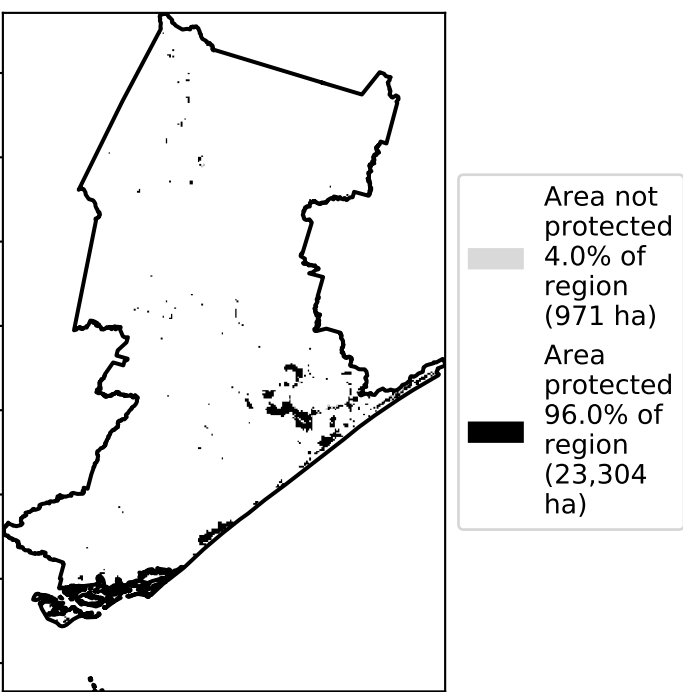 Area not
protected
4.0% of
region
(971 ha)
Area
protected
96.0% of
region
(23,304
ha)